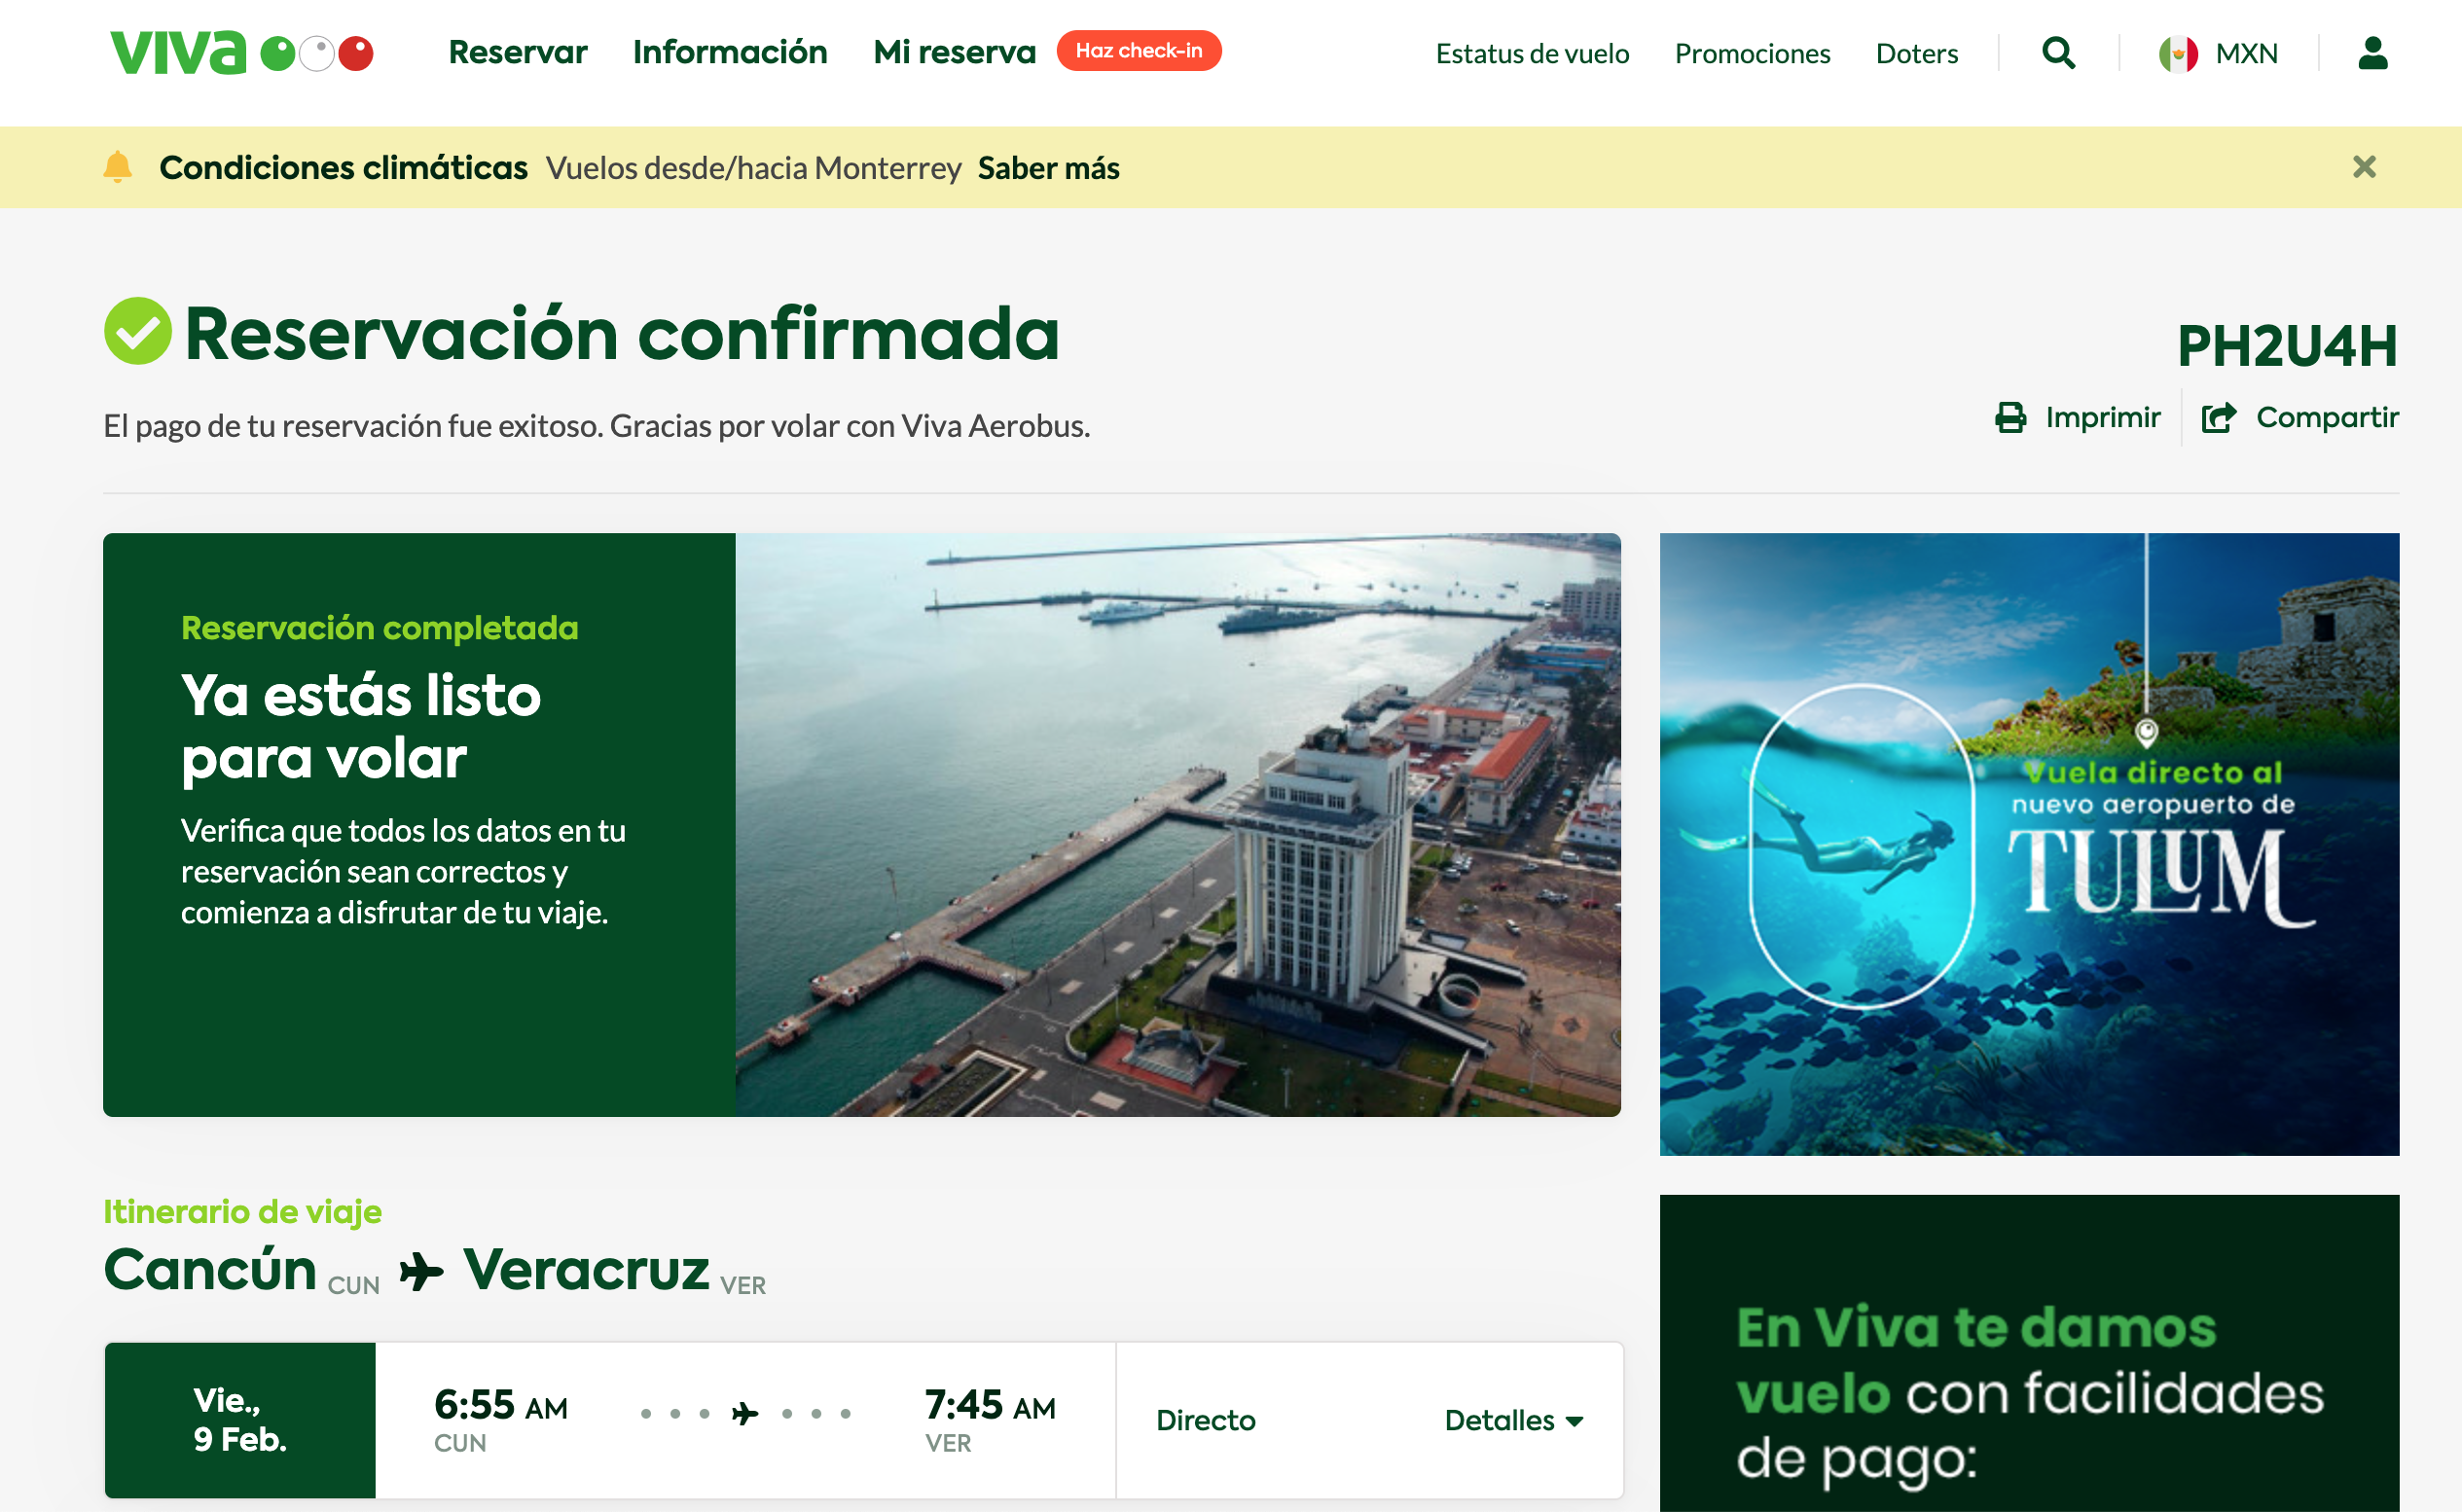 viva
Reservar
Información
Mi reserva
Haz check-in
Estatus de vuelo
Promociones
Doters
MXN
Condiciones climáticas Vuelos desde/hacia Monterrey Saber más
Reservación confirmada
PH2U4H
El pago de tu reservación fue exitoso. Gracias por volar con Viva Aerobus.
Imprimir
Compartir
Reservación completada
Ya estás listo
para volar
Verifica que todos los datos en tu
reservación sean correctos y
comienza a disfrutar de tu viaje.
Vuela directo al
nuevo aeropuerto de
TULUM
Itinerario de viaje
Cancún CUN Veracruz VER
Vie.,
9 Feb.
6:55 AM
CUN
7:45 AM
VER
Directo
Detalles
En Viva te damos
vuelo con facilidades
de pago: